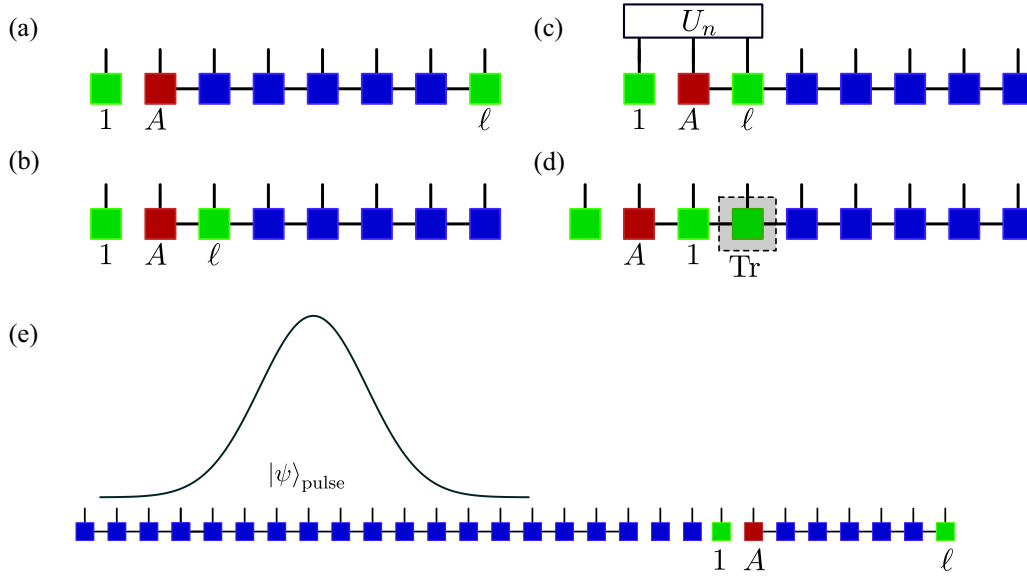 (a)
1 A ℓ
(b)
1 A ℓ
(c)
U_n
1 A ℓ
(d)
A 1
Tr
(e)
|ψ⟩_pulse
1 A ℓ